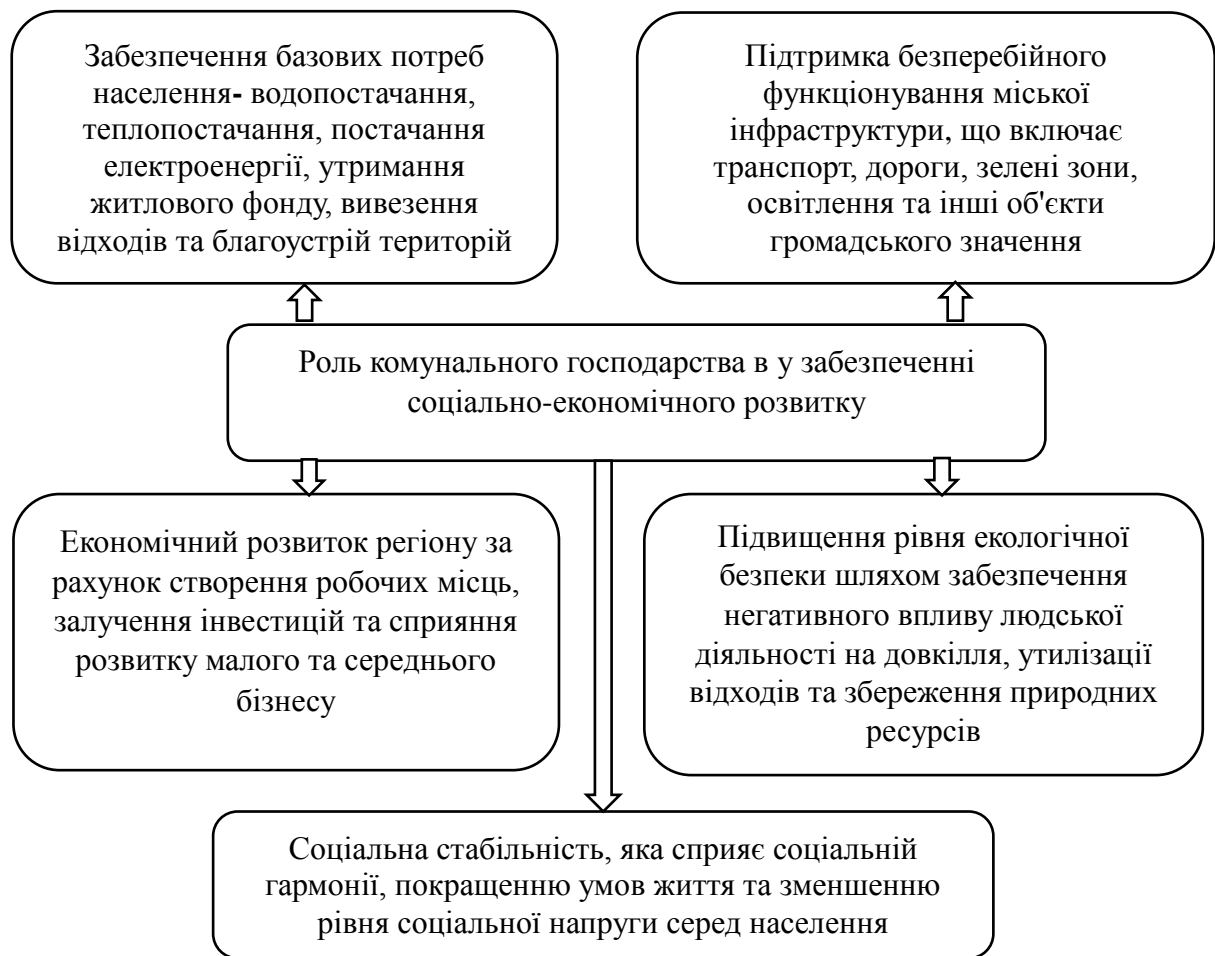 Забезпечення базових потреб
населення- водопостачання,
теплопостачання, постачання
електроенергії, утримання
житлового фонду, вивезення
відходів та благоустрій територій
Підтримка безперебійного
функціонування міської
інфраструктури, що включає
транспорт, дороги, зелені зони,
освітлення та інші об'єкти
громадського значення
Роль комунального господарства в у забезпеченні
соціально-економічного розвитку
Економічний розвиток регіону за
рахунок створення робочих місць,
залучення інвестицій та сприяння
розвитку малого та середнього
бізнесу
Підвищення рівня екологічної
безпеки шляхом забезпечення
негативного впливу людської
діяльності на довкілля, утилізації
відходів та збереження природних
ресурсів
Соціальна стабільність, яка сприяє соціальній
гармонії, покращенню умов життя та зменшенню
рівня соціальної напруги серед населення